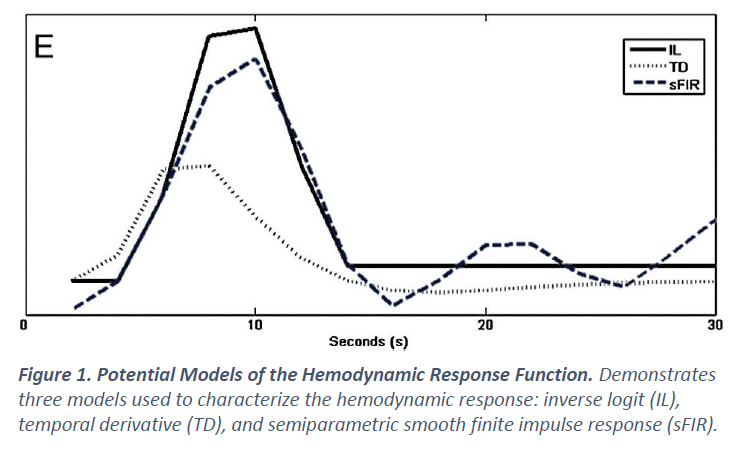 E
IL
TD
sFIR
0
10
20
30
Seconds (s)
Figure 1. Potential Models of the Hemodynamic Response Function. Demonstrates
three models used to characterize the hemodynamic response: inverse logit (IL),
temporal derivative (TD), and semiparametric smooth finite impulse response (sFIR).